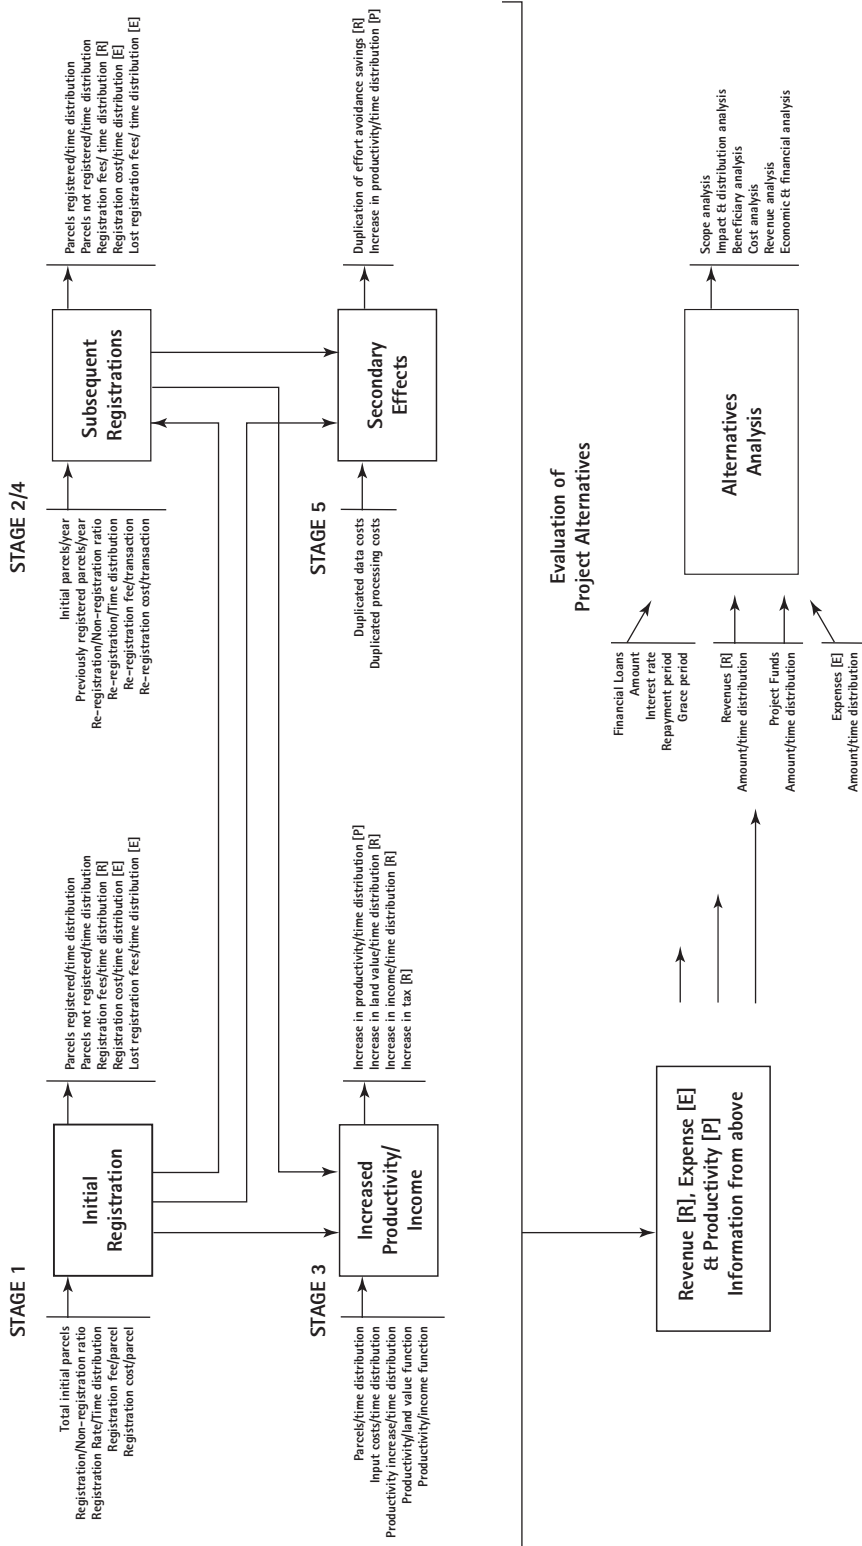 STAGE 1
Total initial parcels
Registration/Non-registration ratio
Registration Rate/Time distribution
Registration fee/parcel
Registration cost/parcel
Initial
Registration
Parcels registered/time distribution
Parcels not registered/time distribution
Registration fees/time distribution [R]
Registration cost/time distribution [E]
Lost registration fees/time distribution [E]
STAGE 2/4
Initial parcels/year
Previously registered parcels/year
Re-registration/Non-registration ratio
Re-registration/Time distribution
Re-registration fee/transaction
Re-registration cost/transaction
Subsequent
Registrations
Parcels registered/time distribution
Parcels not registered/time distribution
Registration fees/ time distribution [R]
Registration cost/time distribution [E]
Lost registration fees/ time distribution [E]
STAGE 3
Parcels/time distribution
Input costs/time distribution
Productivity increase/time distribution
Productivity/land value function
Productivity/income function
Increased
Productivity/
Income
Increase in productivity/time distribution [P]
Increase in land value/time distribution [R]
Increase in income/time distribution [R]
Increase in tax [R]
STAGE 5
Duplicated data costs
Duplicated processing costs
Secondary
Effects
Duplication of effort avoidance savings [R]
Increase in productivity/time distribution [P]
Evaluation of
Project Alternatives
Revenue [R], Expense [E]
& Productivity [P]
Information from above
Financial Loans
Amount
Interest rate
Repayment period
Grace period
Revenues [R]
Amount/time distribution
Project Funds
Amount/time distribution
Expenses [E]
Amount/time distribution
Alternatives
Analysis
Scope analysis
Impact & distribution analysis
Beneficiary analysis
Cost analysis
Revenue analysis
Economic & financial analysis